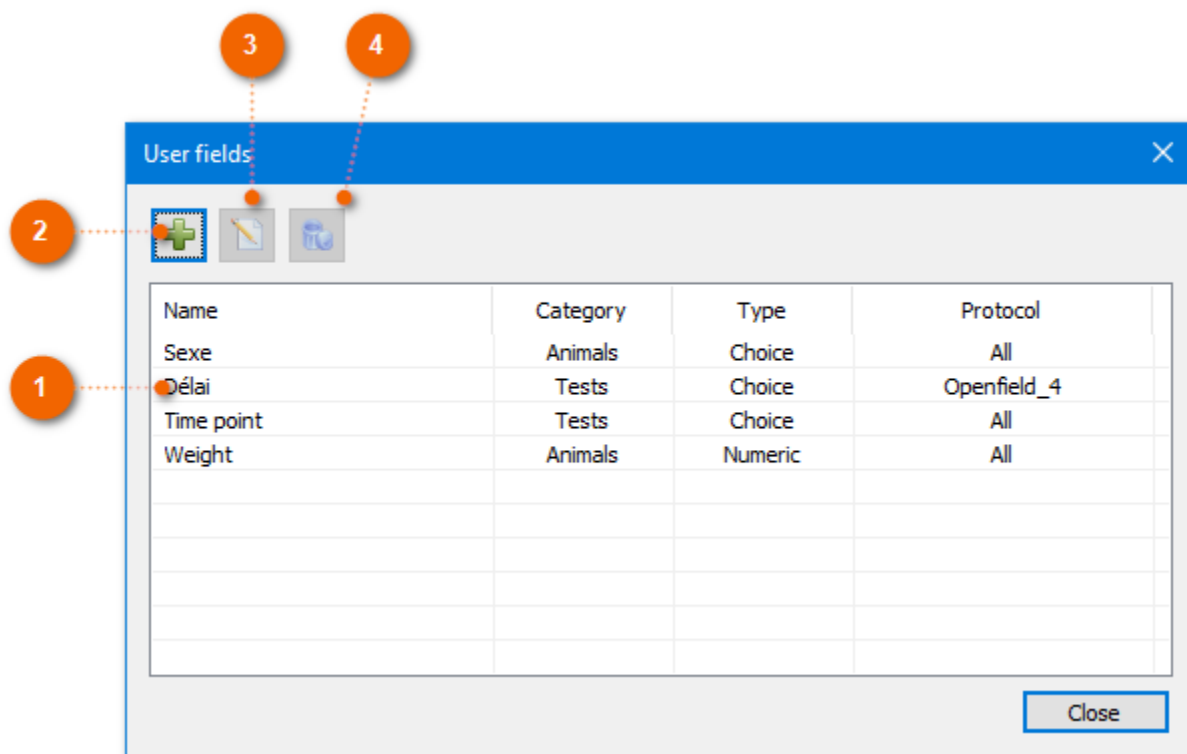 3 4
User fields
2
Name Category Type Protocol
Sexe Animals Choice All
1 Délai Tests Choice Openfield_4
Time point Tests Choice All
Weight Animals Numeric All
Close